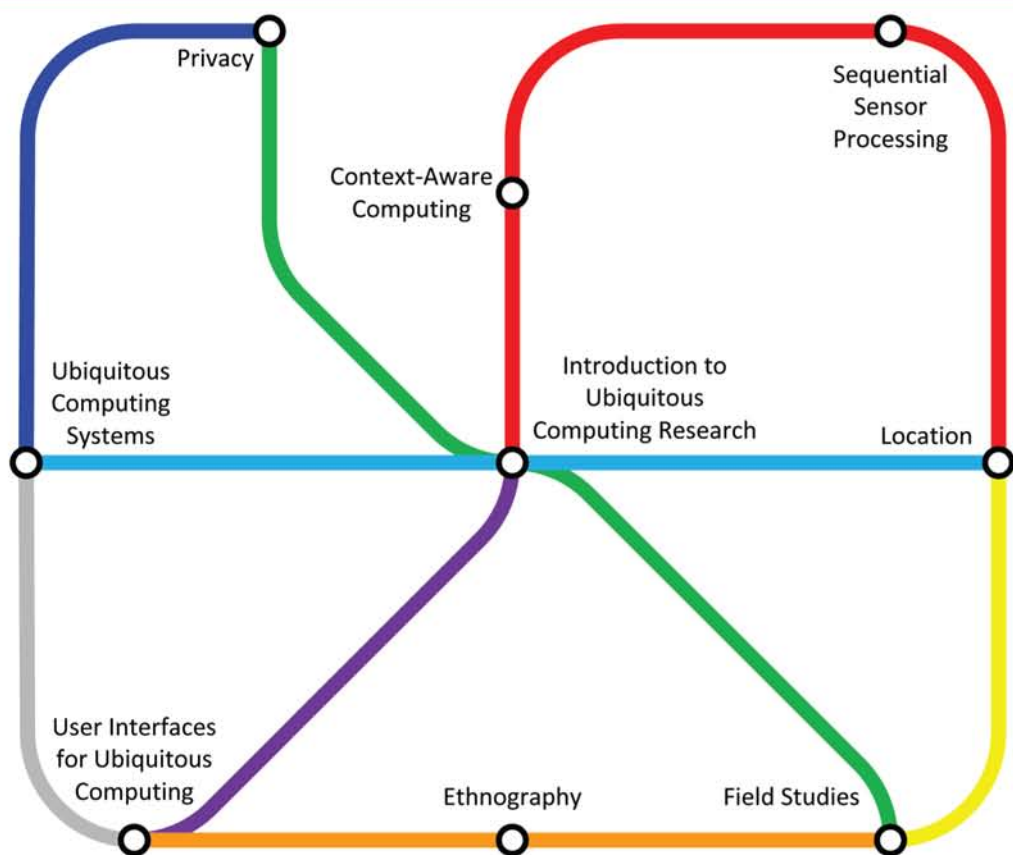 Privacy
Sequential
Sensor
Processing
Context-Aware
Computing
Ubiquitous
Computing
Systems
Introduction to
Ubiquitous
Computing Research
Location
User Interfaces
for Ubiquitous
Computing
Ethnography
Field Studies